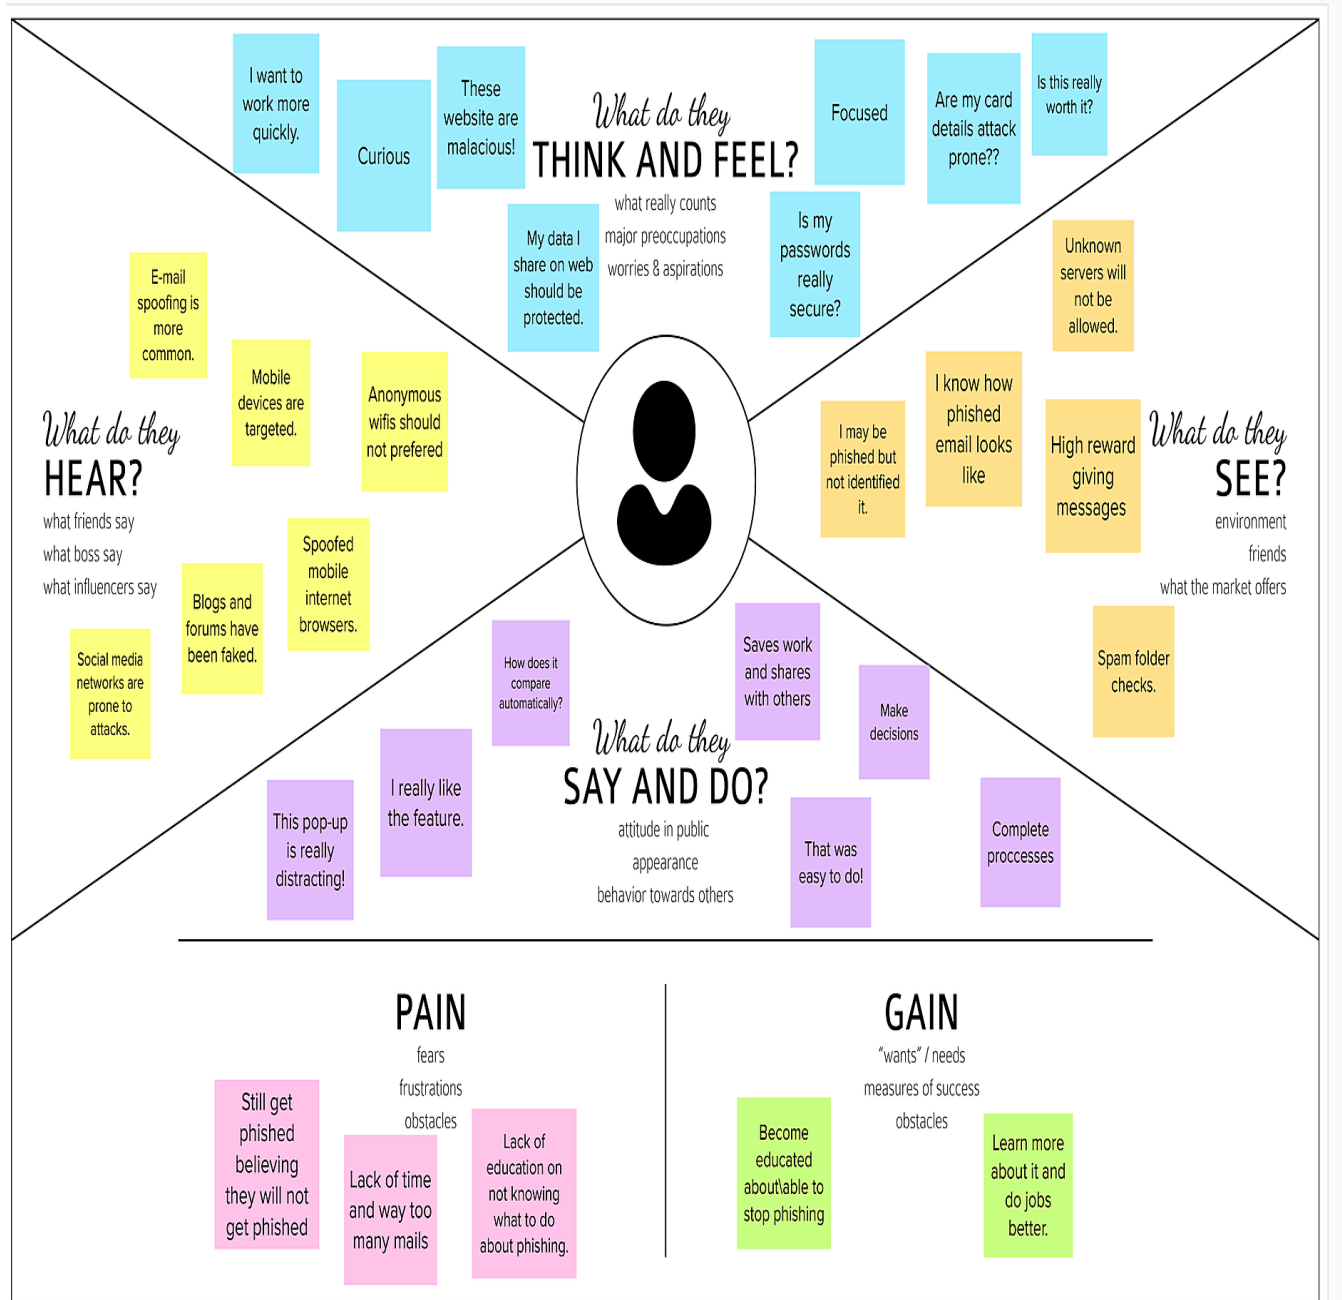 I want to
work more
quickly.
Curious
These
website are
malacious!
What do they
THINK AND FEEL?
what really counts
major preoccupations
worries & aspirations
My data I
share on web
should be
protected.
Focused
Are my card
details attack
prone??
Is this really
worth it?
Is my
passwords
really
secure?
E-mail
spoofing is
more
common.
Mobile
devices are
targeted.
Anonymous
wifis should
not prefered
What do they
HEAR?
what friends say
what boss say
what influencers say
Spoofed
mobile
internet
browsers.
Blogs and
forums have
been faked.
Social media
networks are
prone to
attacks.
Unknown
servers will
not be
allowed.
I know how
phished
email looks
like
I may be
phished but
not identified
it.
High reward
giving
messages
What do they
SEE?
environment
friends
what the market offers
Spam folder
checks.
How does it
compare
automatically?
Saves work
and shares
with others
Make
decisions
What do they
SAY AND DO?
attitude in public
appearance
behavior towards others
I really like
the feature.
This pop-up
is really
distracting!
That was
easy to do!
Complete
proccesses
PAIN
fears
frustrations
obstacles
Still get
phished
believing
they will not
get phished
Lack of time
and way too
many mails
Lack of
education on
not knowing
what to do
about phishing.
GAIN
"wants" / needs
measures of success
obstacles
Become
educated
about\able to
stop phishing
Learn more
about it and
do jobs
better.